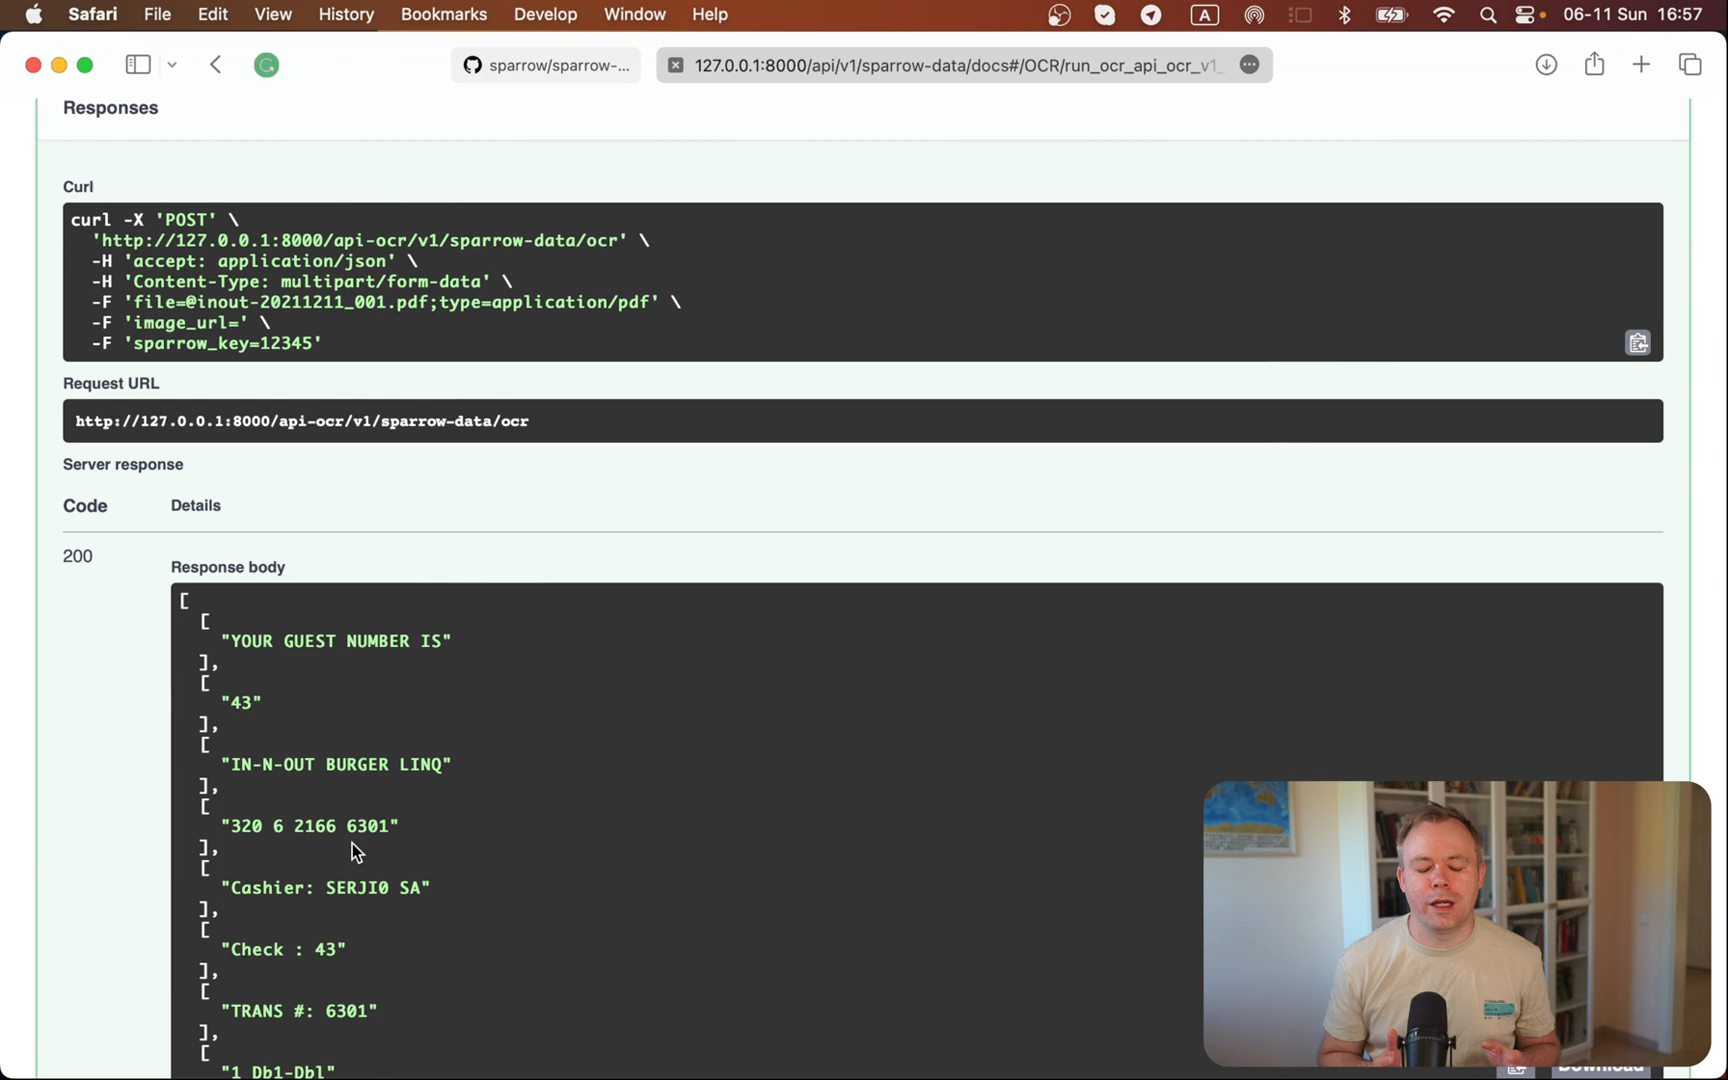 Safari File Edit View History Bookmarks Develop Window Help A 06-11 Sun 16:57
sparrow/sparrow-... 127.0.0.1:8000/api/v1/sparrow-data/docs#/OCR/run_ocr_api_ocr_v1_
Responses
Curl
curl -X 'POST' \
'http://127.0.0.1:8000/api-ocr/v1/sparrow-data/ocr' \
-H 'accept: application/json' \
-H 'Content-Type: multipart/form-data' \
-F 'file=@inout-20211211_001.pdf;type=application/pdf' \
-F 'image_url=' \
-F 'sparrow_key=12345'
Request URL
http://127.0.0.1:8000/api-ocr/v1/sparrow-data/ocr
Server response
Code Details
200
Response body
[
[
"YOUR GUEST NUMBER IS"
],
[
"43"
],
[
"IN-N-OUT BURGER LINQ"
],
[
"320 6 2166 6301"
],
[
"Cashier: SERJI0 SA"
],
[
"Check : 43"
],
[
"TRANS #: 6301"
],
[
"1 Db1-Dbl"
Download